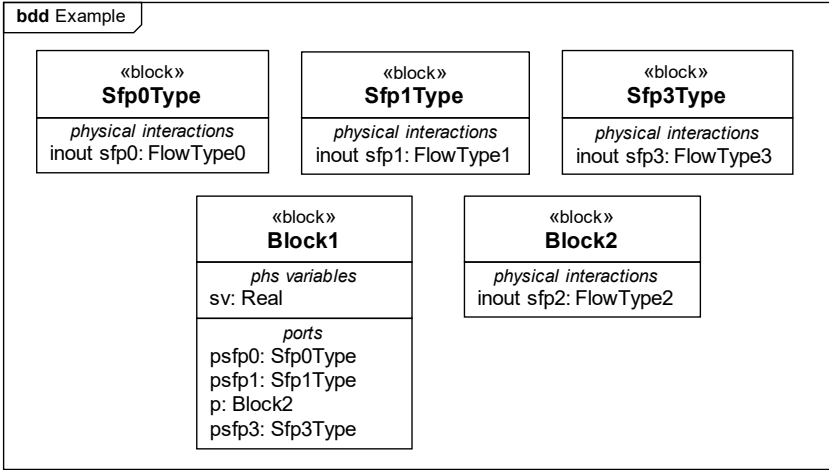 bdd Example
«block»
Sfp0Type
physical interactions
inout sfp0: FlowType0
«block»
Sfp1Type
physical interactions
inout sfp1: FlowType1
«block»
Sfp3Type
physical interactions
inout sfp3: FlowType3
«block»
Block1
phs variables
sv: Real
ports
psfp0: Sfp0Type
psfp1: Sfp1Type
p: Block2
psfp3: Sfp3Type
«block»
Block2
physical interactions
inout sfp2: FlowType2